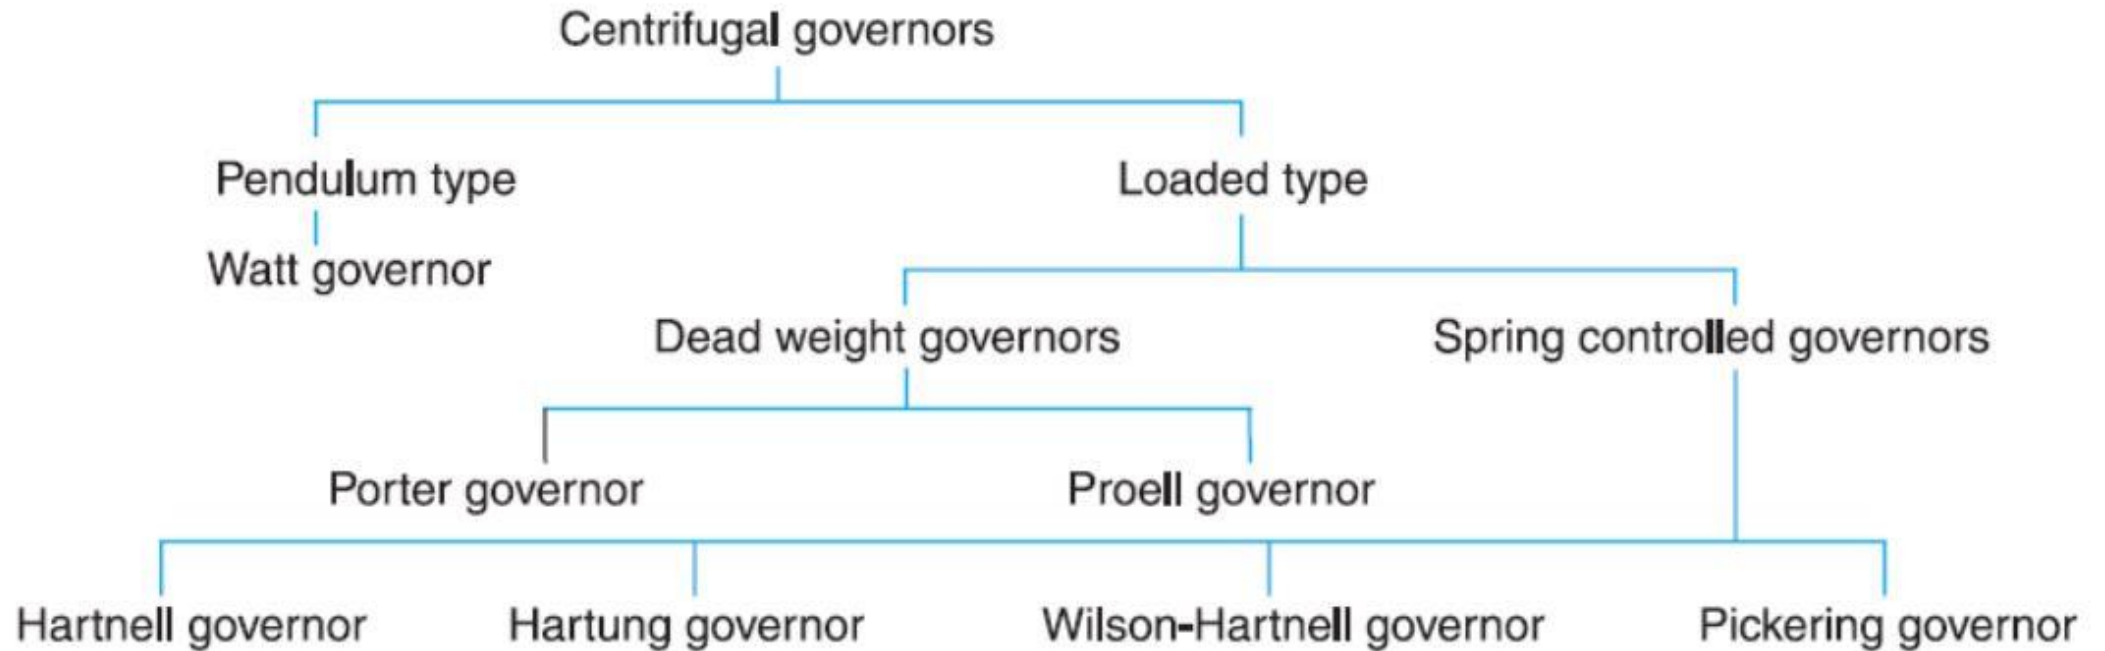 Centrifugal governors
Pendulum type
Loaded type
Watt governor
Dead weight governors
Spring controlled governors
Porter governor
Proell governor
Hartnell governor
Hartung governor
Wilson-Hartnell governor
Pickering governor